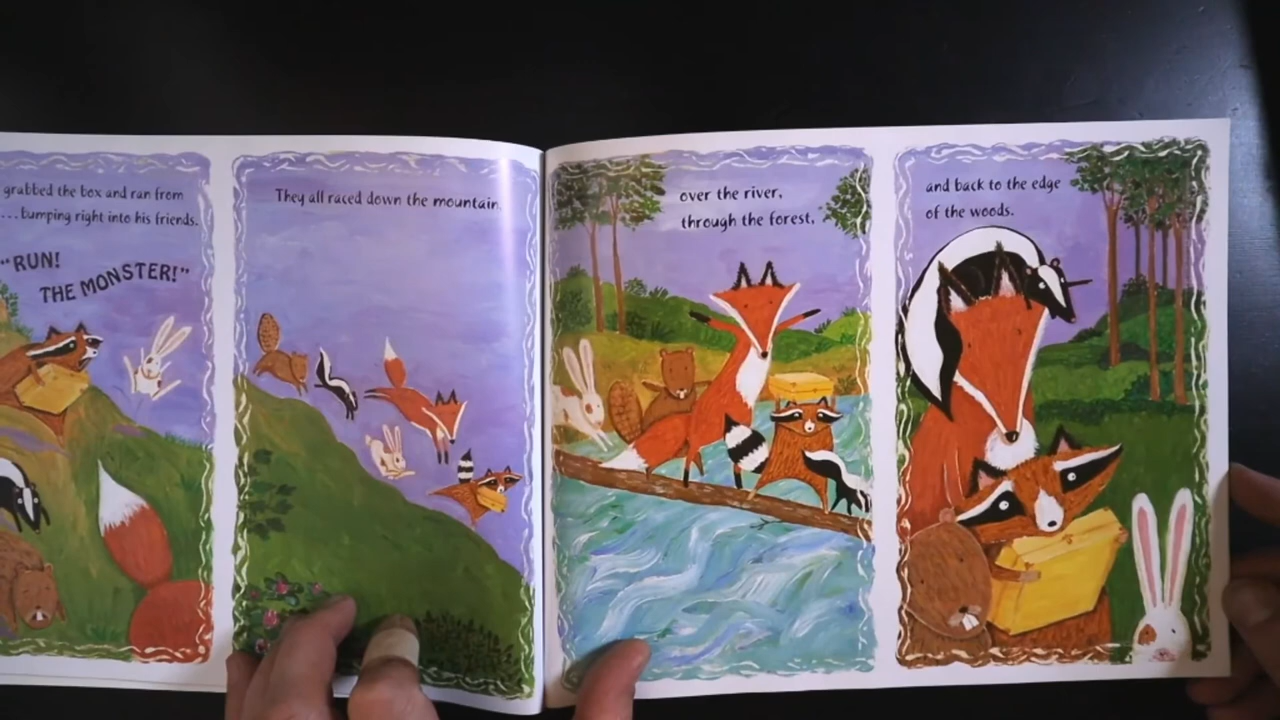 grabbed the box and ran from
...bumping right into his friends.
"RUN!
THE MONSTER!"
They all raced down the mountain,
over the river,
through the forest,
and back to the edge
of the woods.